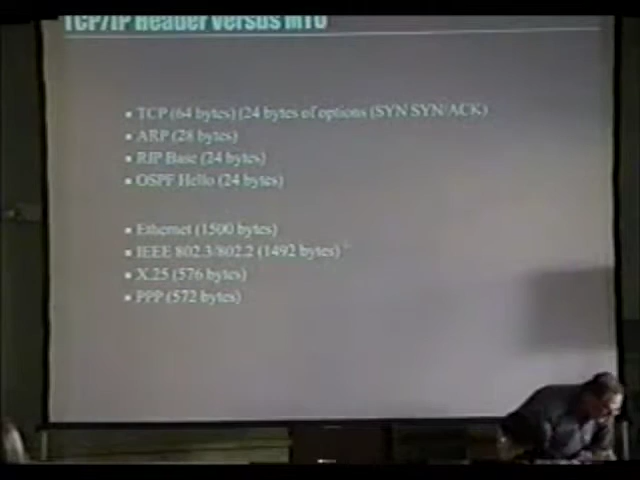 TCP/IP Header versus MTU
TCP (64 bytes) (24 bytes of options (SYN SYN/ACK)
ARP (28 bytes)
RIP Base (24 bytes)
OSPF Hello (24 bytes)
Ethernet (1500 bytes)
IEEE 802.3/802.2 (1492 bytes)
X.25 (576 bytes)
PPP (572 bytes)